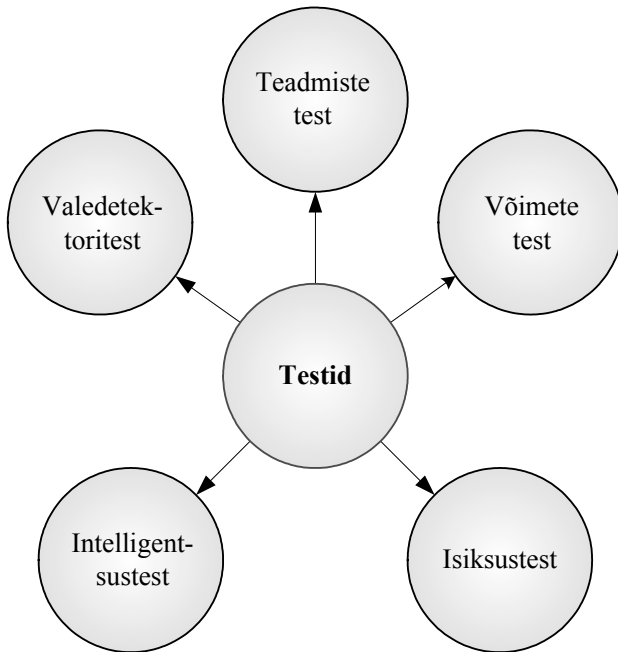 Teadmiste
test
Valedetek-
toritest
Võimete
test
Testid
Intelligent-
sustest
Isiksustest